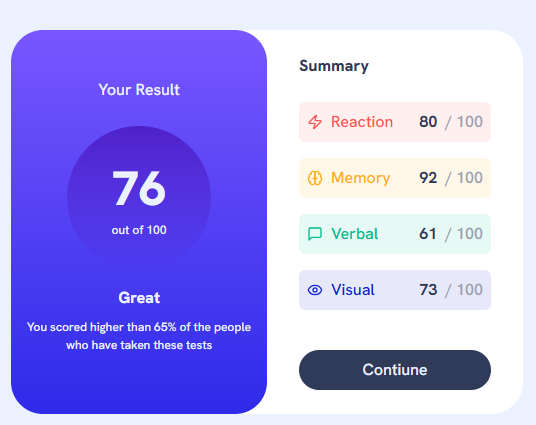 Your Result
76
out of 100
Great
You scored higher than 65% of the people
who have taken these tests
Summary
Reaction 80 / 100
Memory 92 / 100
Verbal 61 / 100
Visual 73 / 100
Contiune